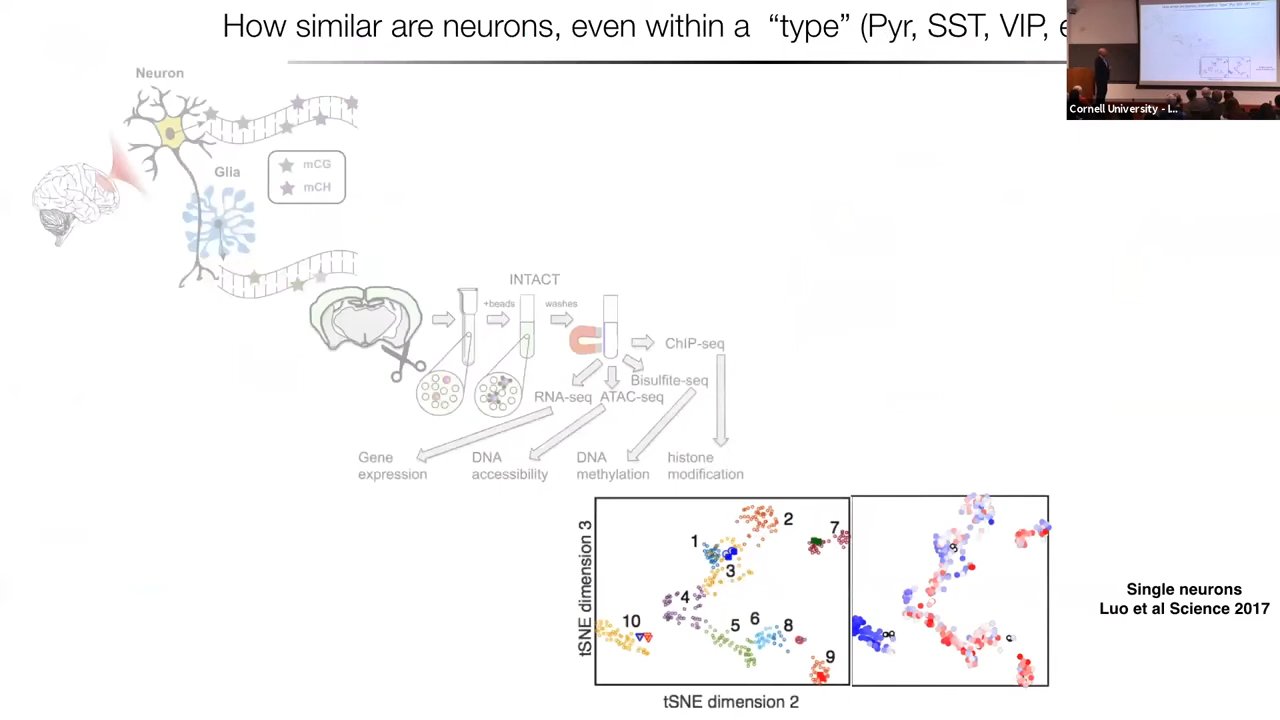 How similar are neurons, even within a “type” (Pyr, SST, VIP, e
Cornell University - I...
Neuron
mCG
mCH
Glia
INTACT
+beads
washes
ChIP-seq
Bisulfite-seq
RNA-seq
ATAC-seq
Gene
expression
DNA
accessibility
DNA
methylation
histone
modification
tSNE dimension 3
1
2
3
4
5
6
7
8
9
10
tSNE dimension 2
Single neurons
Luo et al Science 2017